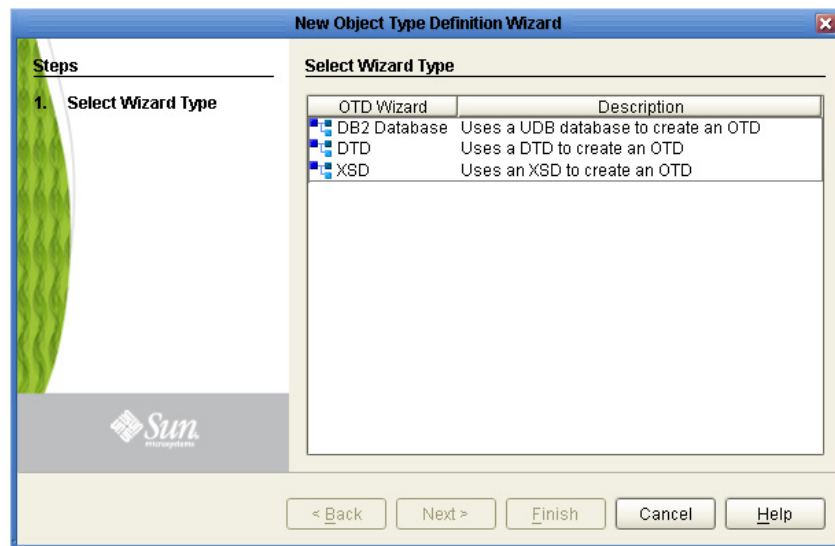 New Object Type Definition Wizard
Steps
1. Select Wizard Type
Select Wizard Type
OTD Wizard Description
DB2 Database Uses a UDB database to create an OTD
DTD Uses a DTD to create an OTD
XSD Uses an XSD to create an OTD
Sun
microsystems
< Back Next > Finish Cancel Help